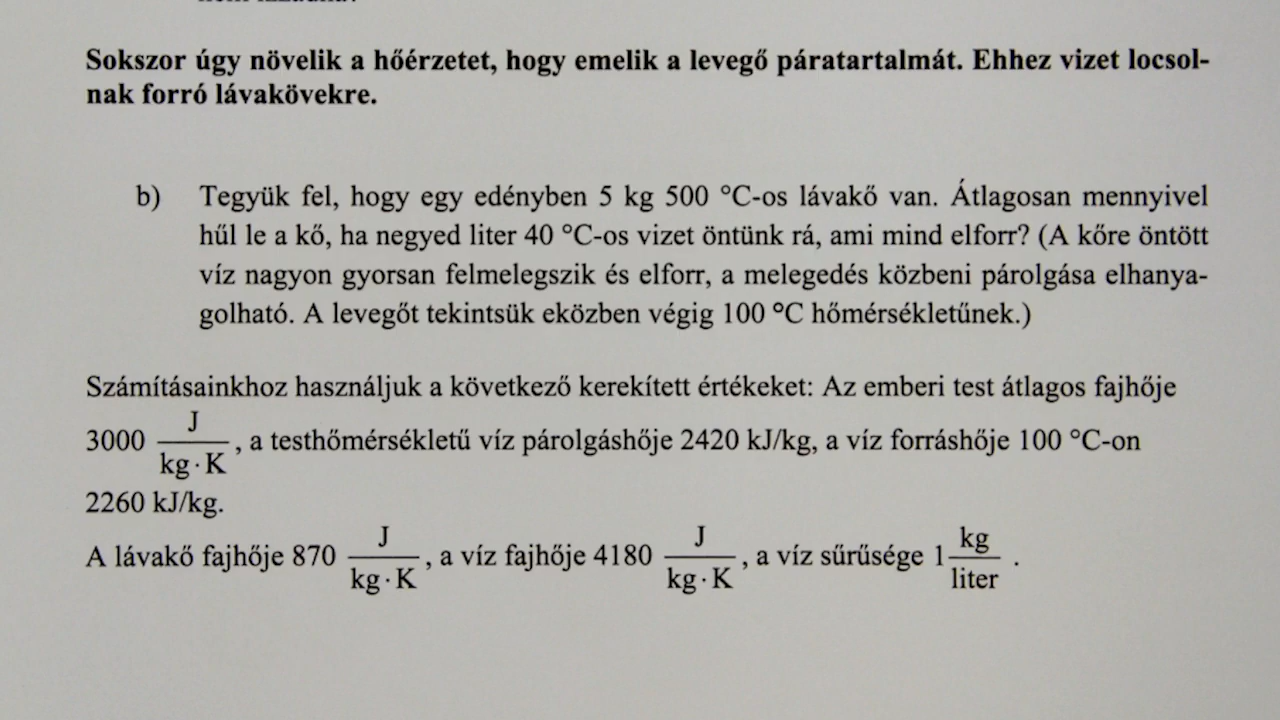 Sokszor úgy növelik a hőérzetet, hogy emelik a levegő páratartalmát. Ehhez vizet locsol-
nak forró lávakövekre.
b) Tegyük fel, hogy egy edényben 5 kg 500 °C-os lávakő van. Átlagosan mennyivel
hűl le a kő, ha negyed liter 40 °C-os vizet öntünk rá, ami mind elforr? (A kőre öntött
víz nagyon gyorsan felmelegszik és elforr, a melegedés közbeni párolgása elhanya-
golható. A levegőt tekintsük eközben végig 100 °C hőmérsékletűnek.)
Számításainkhoz használjuk a következő kerekített értékeket: Az emberi test átlagos fajhője
3000 J/kg·K, a testhőmérsékletű víz párolgáshője 2420 kJ/kg, a víz forráshője 100 °C-on
2260 kJ/kg.
A lávakő fajhője 870 J/kg·K, a víz fajhője 4180 J/kg·K, a víz sűrűsége 1 kg/liter.